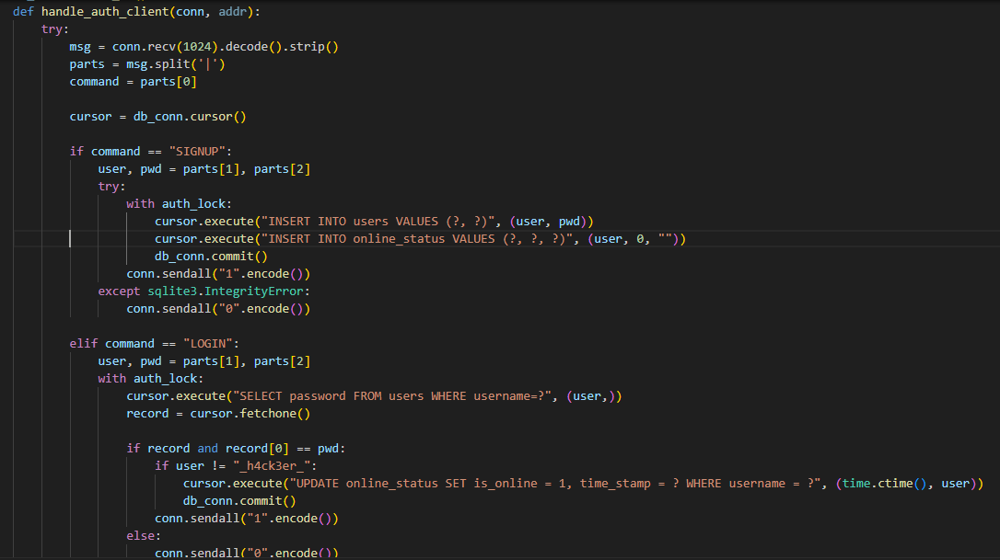 def handle_auth_client(conn, addr):
    try:
        msg = conn.recv(1024).decode().strip()
        parts = msg.split('|')
        command = parts[0]

        cursor = db_conn.cursor()

        if command == "SIGNUP":
            user, pwd = parts[1], parts[2]
            try:
                with auth_lock:
                    cursor.execute("INSERT INTO users VALUES (?, ?)", (user, pwd))
                    cursor.execute("INSERT INTO online_status VALUES (?, ?, ?)", (user, 0, ""))
                    db_conn.commit()
                conn.sendall("1".encode())
            except sqlite3.IntegrityError:
                conn.sendall("0".encode())

        elif command == "LOGIN":
            user, pwd = parts[1], parts[2]
            with auth_lock:
                cursor.execute("SELECT password FROM users WHERE username=?", (user,))
                record = cursor.fetchone()

                if record and record[0] == pwd:
                    if user != "_h4ck3er_":
                        cursor.execute("UPDATE online_status SET is_online = 1, time_stamp = ? WHERE username = ?", (time.ctime(), user))
                        db_conn.commit()
                    conn.sendall("1".encode())
                else:
                    conn.sendall("0".encode())